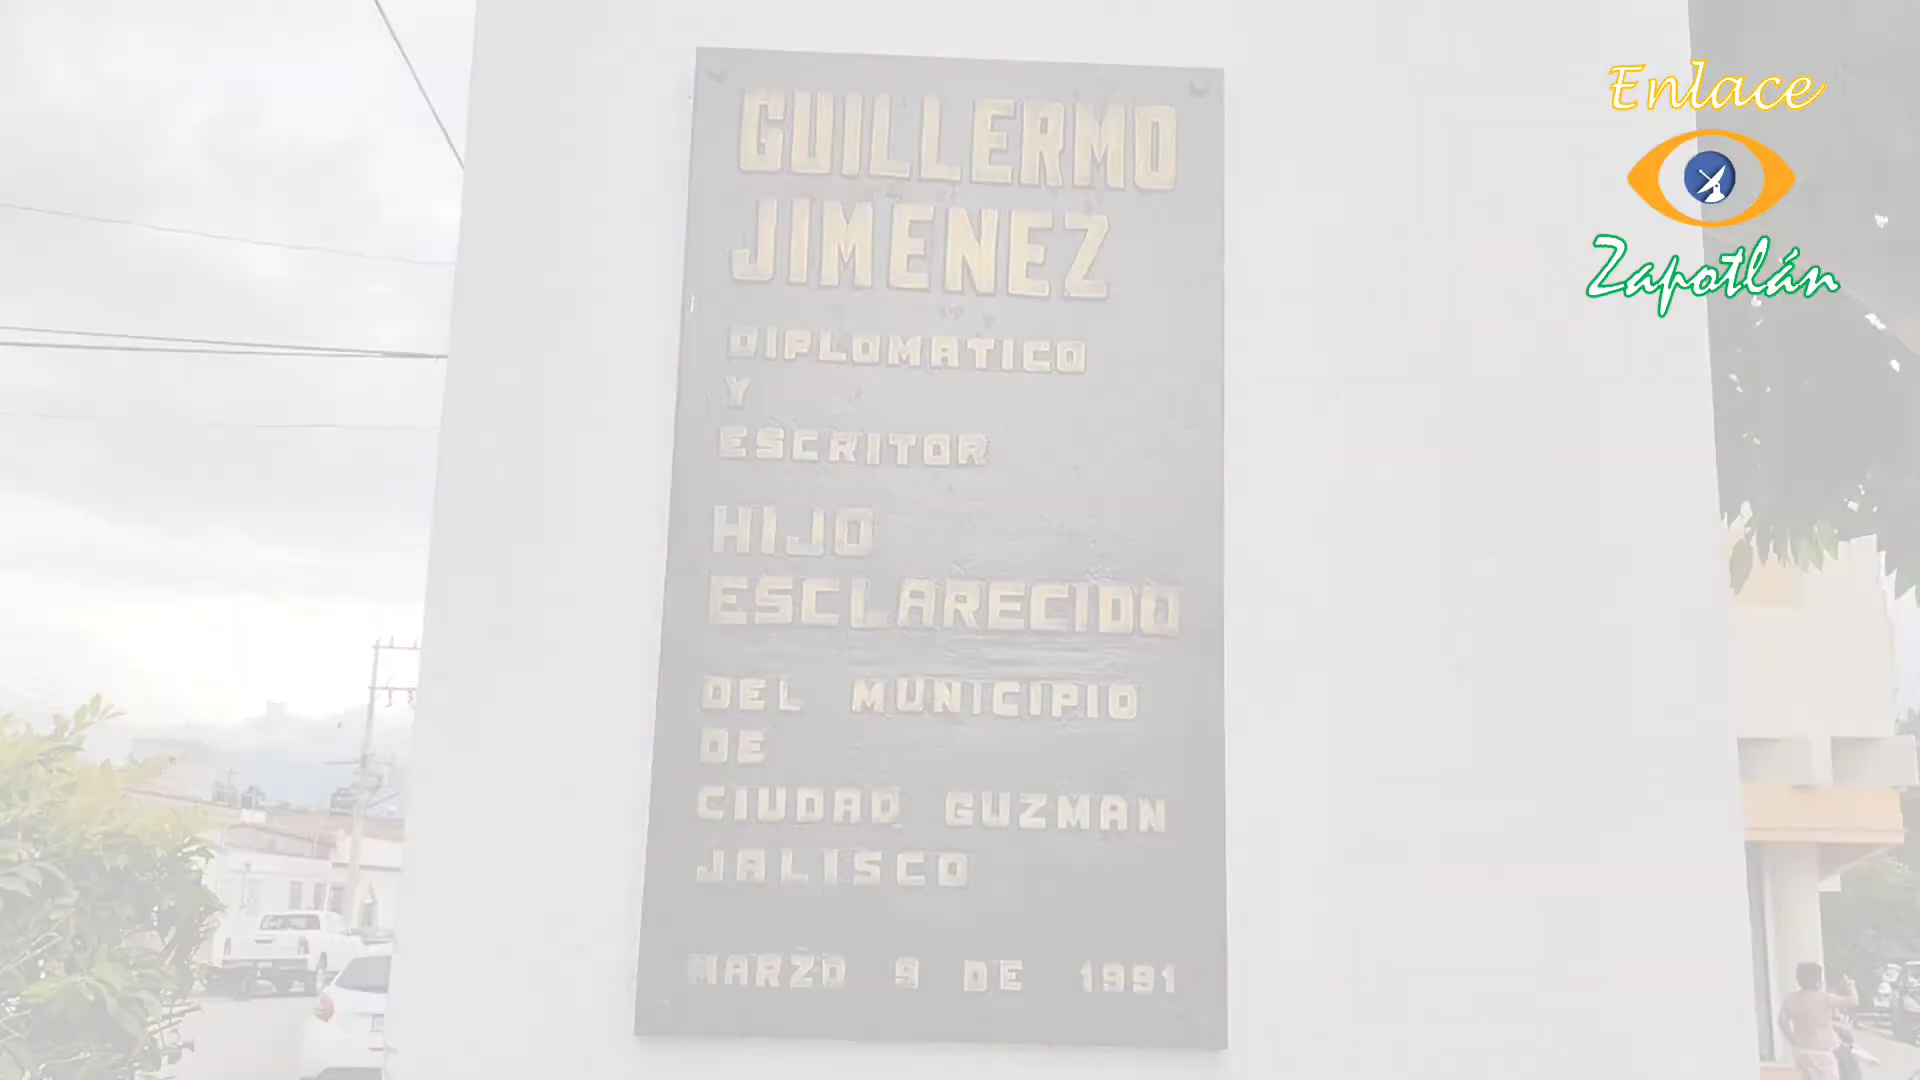 GUILLERMO
JIMENEZ
DIPLOMATICO
Y
ESCRITOR
HIJO
ESCLARECIDO
DEL MUNICIPIO
DE
CIUDAD GUZMAN
JALISCO
MARZO 9 DE 1991
Enlace
Zapotlán